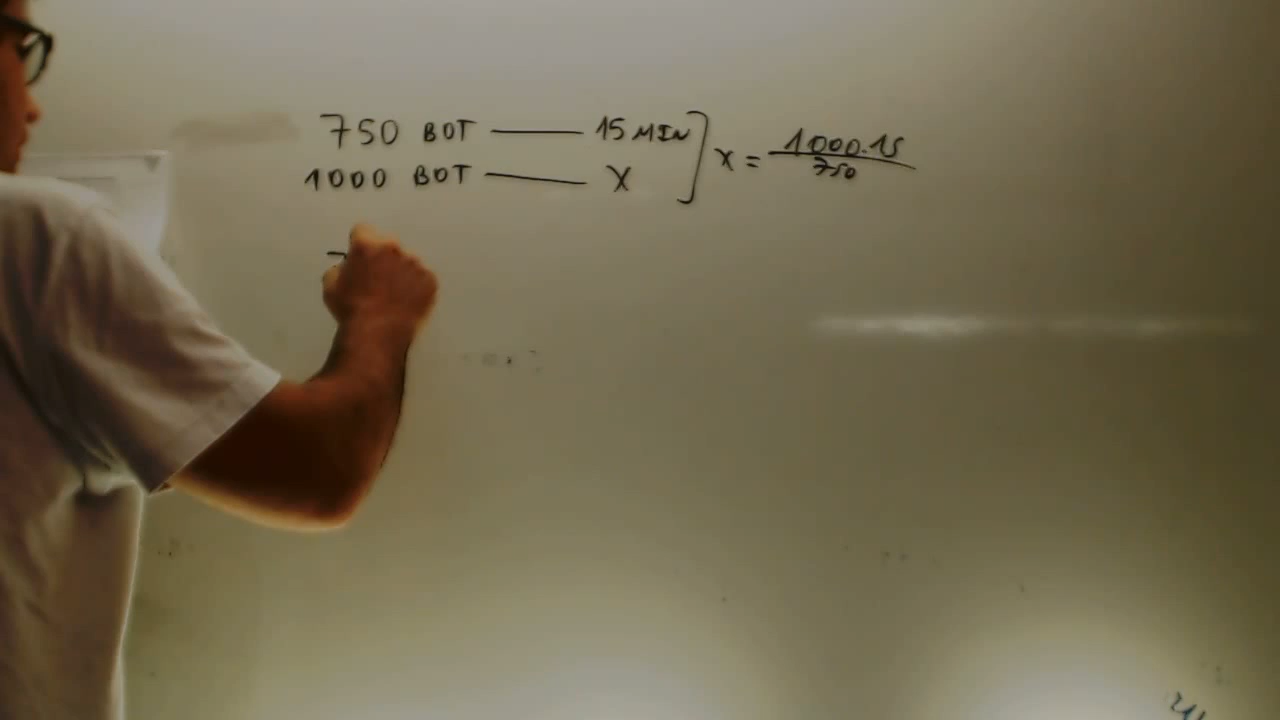 750 BOT —— 15 MIN ] x = 1000.15 / 750
1000 BOT —— X